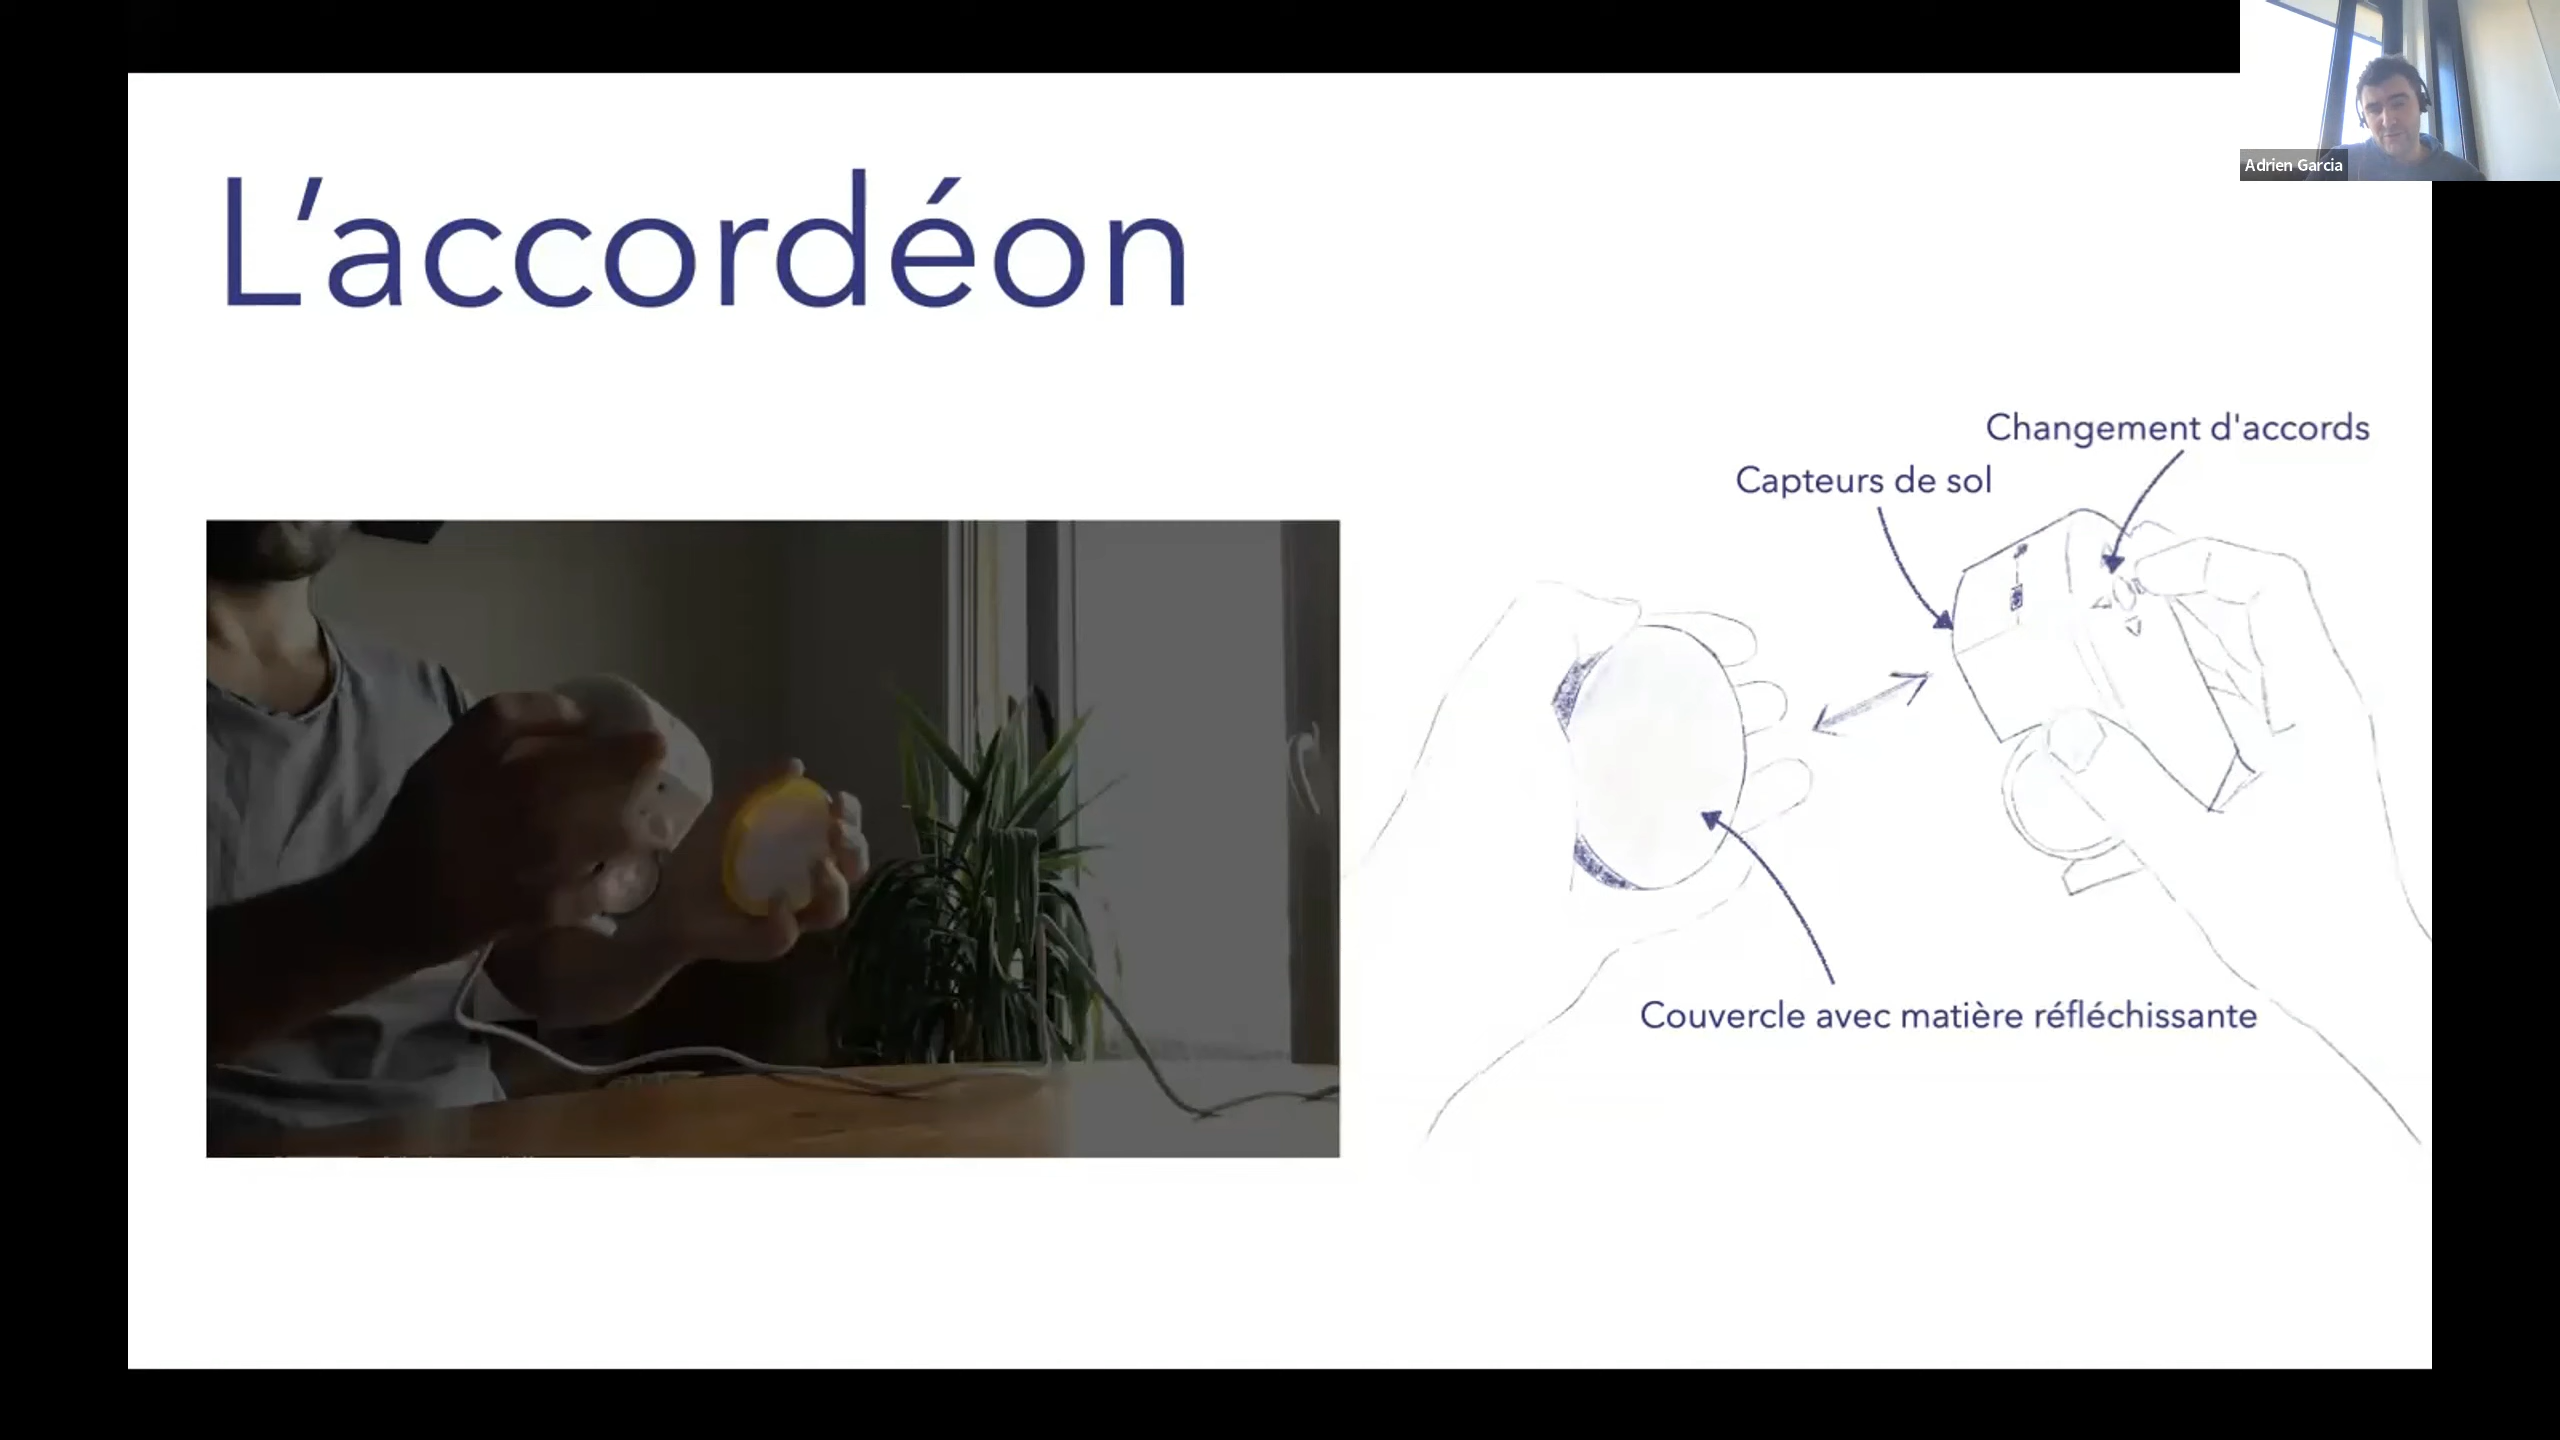 Adrien Garcia
L'accordéon
Changement d'accords
Capteurs de sol
Couvercle avec matière réfléchissante